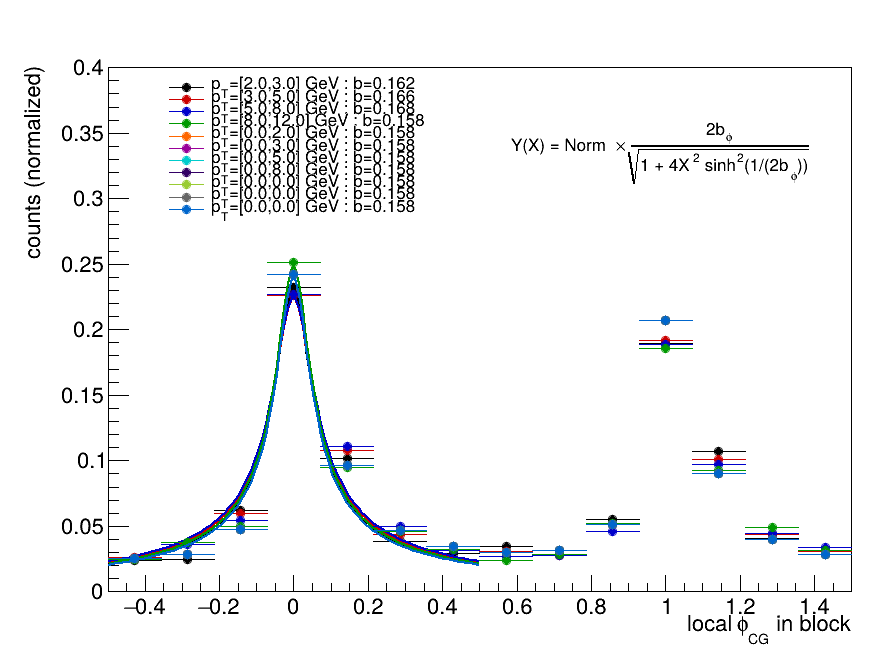 0.4
0.35
0.3
0.25
0.2
0.15
0.1
0.05
0
counts (normalized)
p_T=[2.0,3.0] GeV : b=0.162
p_T=[3.0,5.0] GeV : b=0.166
p_T=[5.0,8.0] GeV : b=0.168
p_T=[8.0,12.0] GeV : b=0.158
p_T=[0.0,2.0] GeV : b=0.158
p_T=[0.0,3.0] GeV : b=0.158
p_T=[0.0,5.0] GeV : b=0.158
p_T=[0.0,8.0] GeV : b=0.158
p_T=[0.0,0.0] GeV : b=0.158
p_T=[0.0,0.0] GeV : b=0.158
p_T=[0.0,0.0] GeV : b=0.158
Y(X) = Norm × 2b_ϕ / √(1 + 4X² sinh²(1/(2b_ϕ)))
−0.4 −0.2 0 0.2 0.4 0.6 0.8 1 1.2 1.4
local ϕ_CG in block